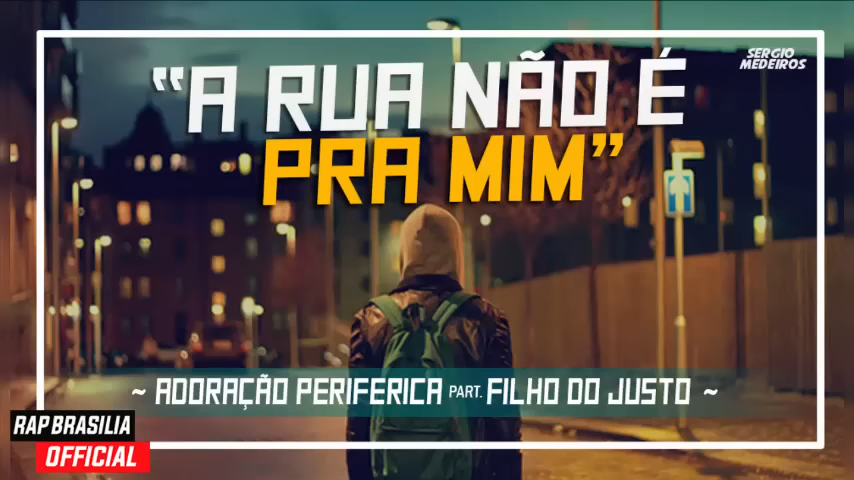 SERGIO
MEDEIROS
“A RUA NÃO É
PRA MIM”
~ ADORAÇÃO PERIFERICA PART. FILHO DO JUSTO ~
RAP BRASILIA
OFFICIAL